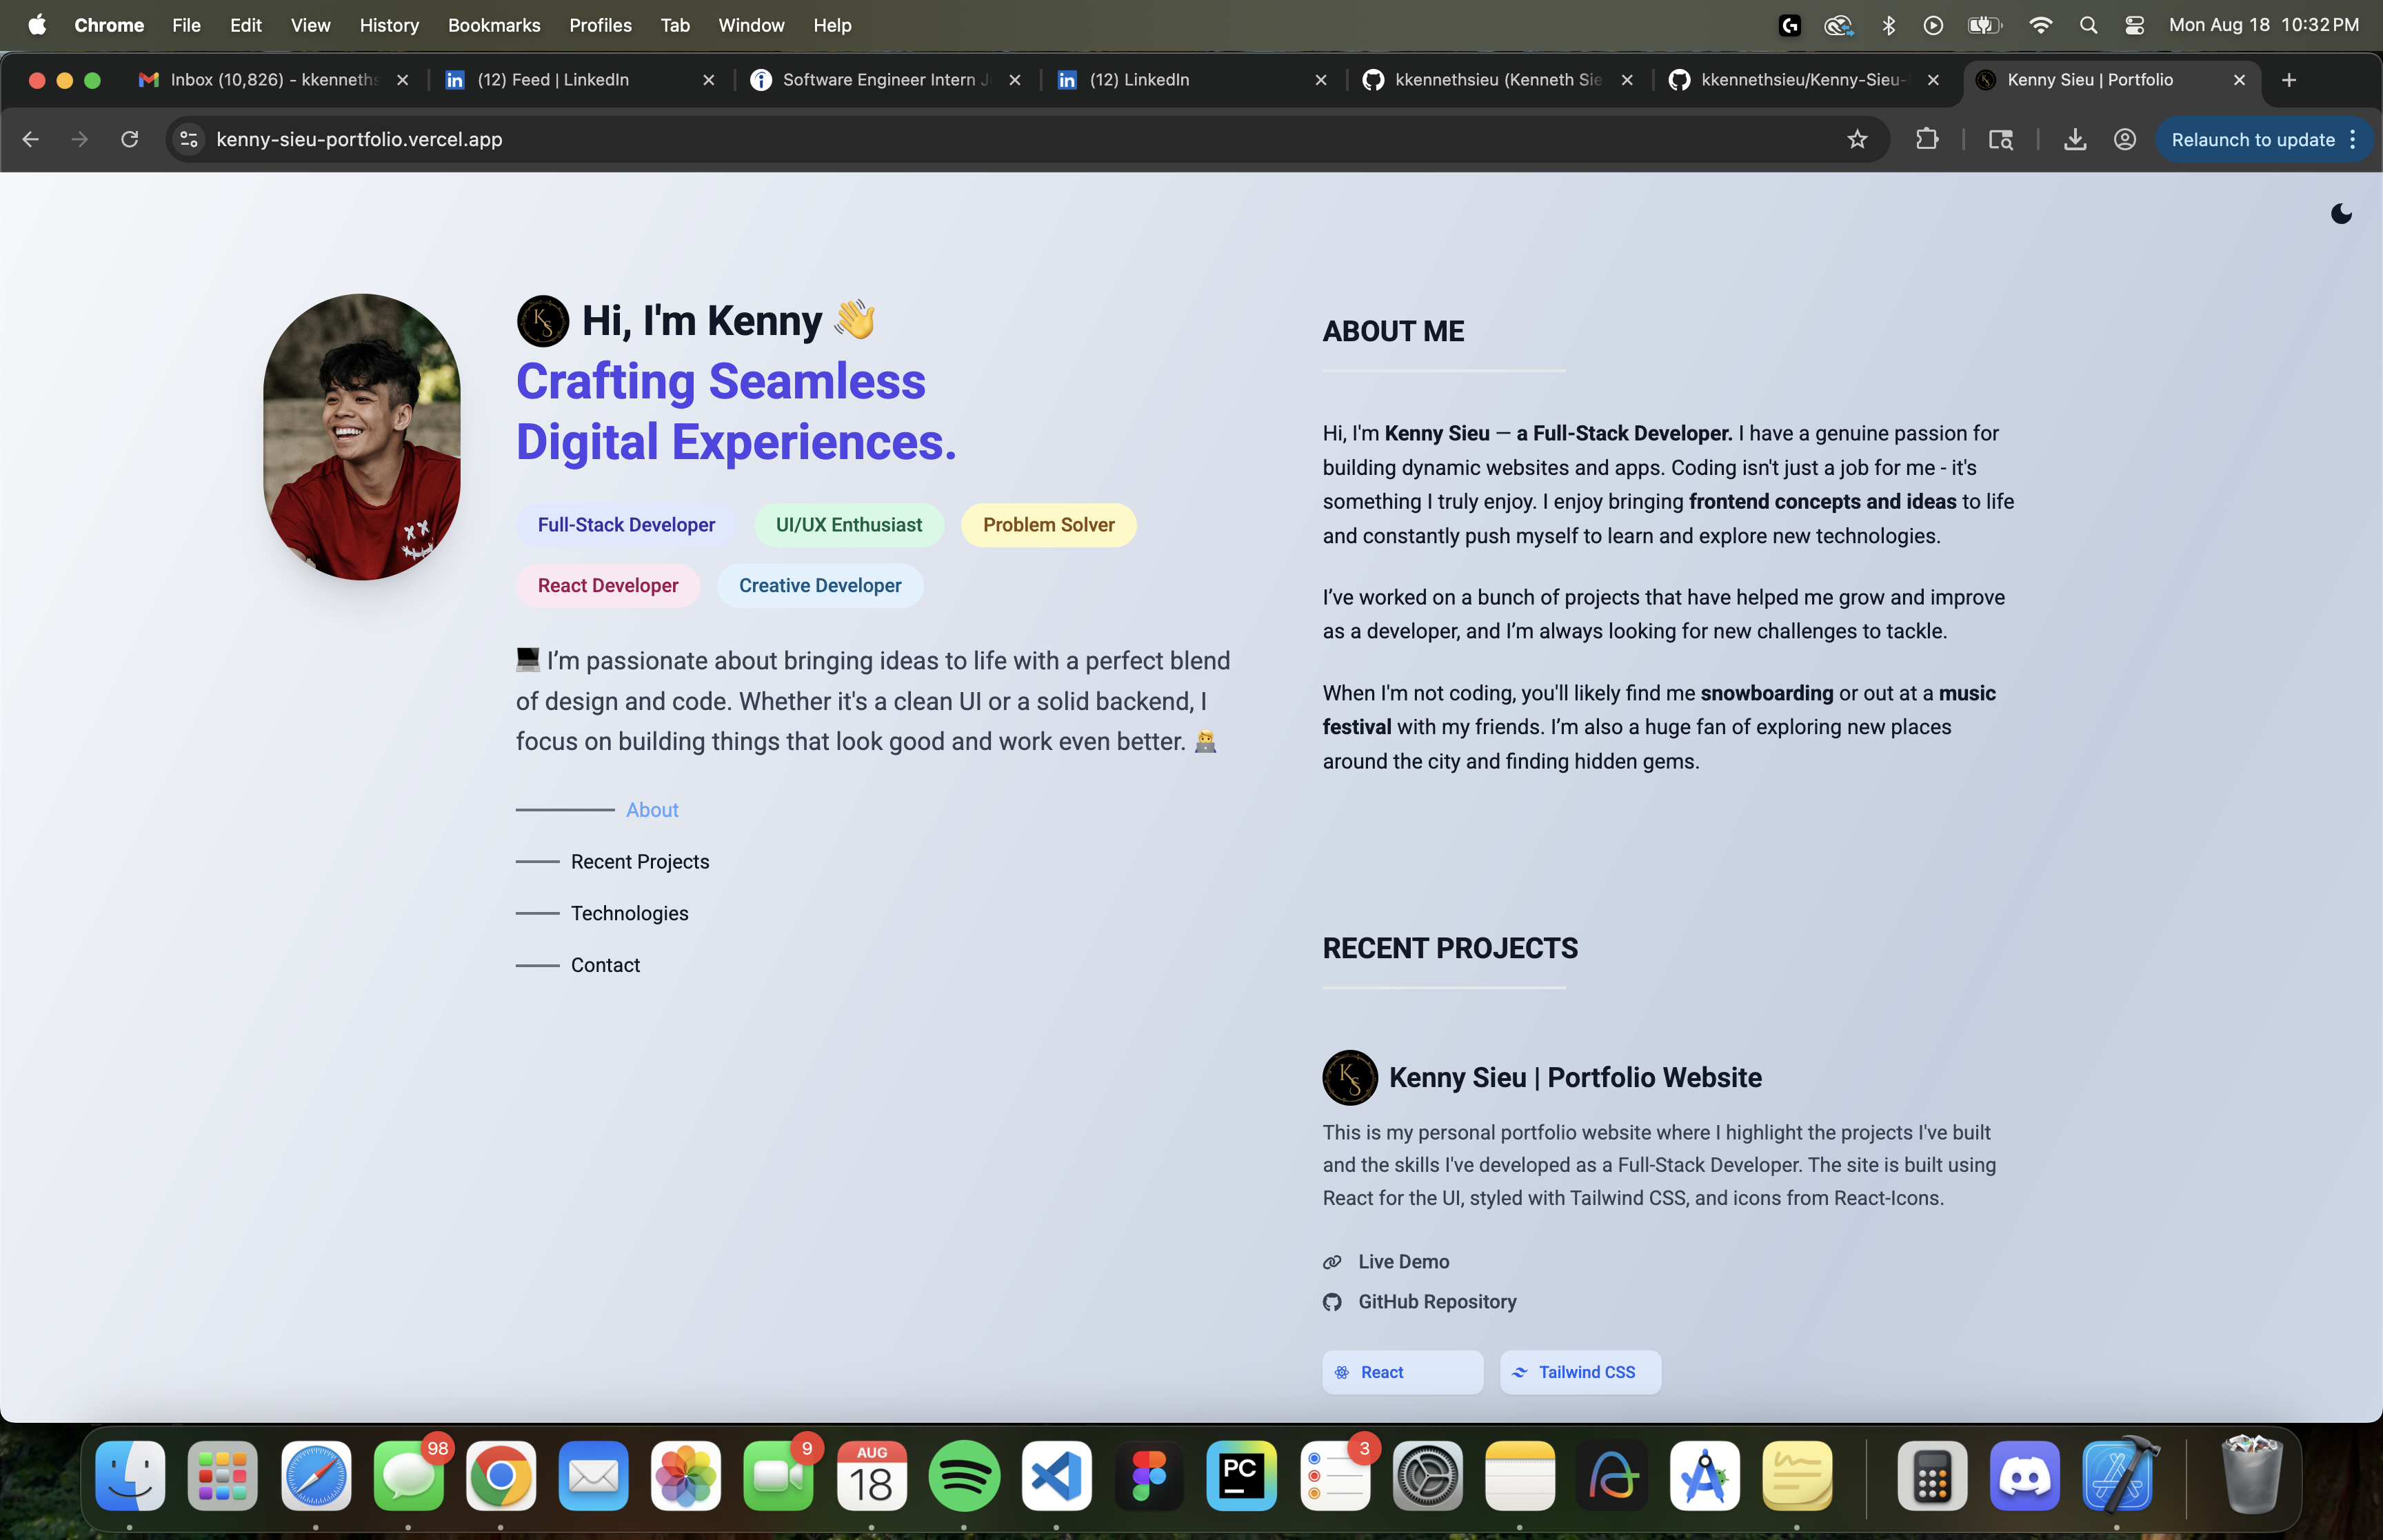 Chrome File Edit View History Bookmarks Profiles Tab Window Help
Mon Aug 18 10:32 PM
Inbox (10,826) - kkenneths
(12) Feed | LinkedIn
Software Engineer Intern J
(12) LinkedIn
kkennethsieu (Kenneth Sie
kkennethsieu/Kenny-Sieu-
Kenny Sieu | Portfolio
kenny-sieu-portfolio.vercel.app
Relaunch to update
KS Hi, I'm Kenny 👋
Crafting Seamless
Digital Experiences.
Full-Stack Developer UI/UX Enthusiast Problem Solver
React Developer Creative Developer
💻 I’m passionate about bringing ideas to life with a perfect blend
of design and code. Whether it's a clean UI or a solid backend, I
focus on building things that look good and work even better. 🧑‍💻
About
Recent Projects
Technologies
Contact
ABOUT ME
Hi, I'm Kenny Sieu — a Full-Stack Developer. I have a genuine passion for
building dynamic websites and apps. Coding isn't just a job for me - it's
something I truly enjoy. I enjoy bringing frontend concepts and ideas to life
and constantly push myself to learn and explore new technologies.
I’ve worked on a bunch of projects that have helped me grow and improve
as a developer, and I’m always looking for new challenges to tackle.
When I'm not coding, you'll likely find me snowboarding or out at a music
festival with my friends. I’m also a huge fan of exploring new places
around the city and finding hidden gems.
RECENT PROJECTS
KS Kenny Sieu | Portfolio Website
This is my personal portfolio website where I highlight the projects I've built
and the skills I've developed as a Full-Stack Developer. The site is built using
React for the UI, styled with Tailwind CSS, and icons from React-Icons.
Live Demo
GitHub Repository
React Tailwind CSS
98
9
AUG
18
PC
3